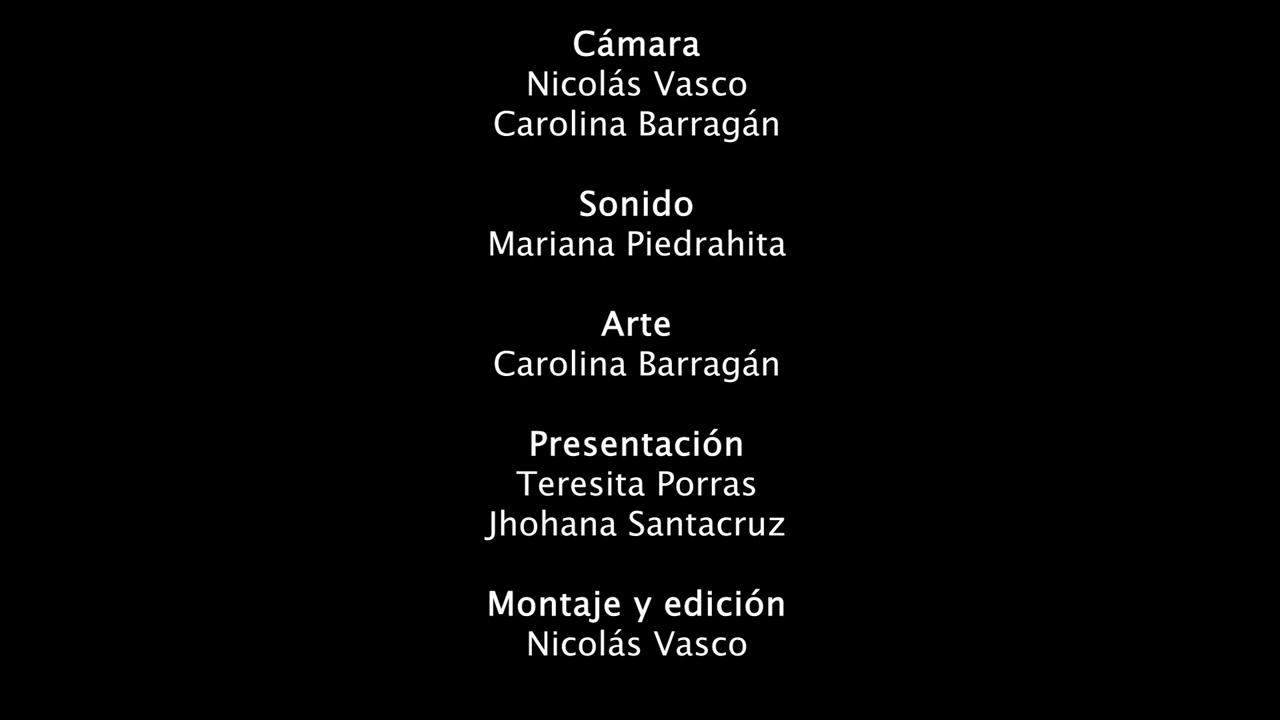 Cámara
Nicolás Vasco
Carolina Barragán
Sonido
Mariana Piedrahita
Arte
Carolina Barragán
Presentación
Teresita Porras
Jhohana Santacruz
Montaje y edición
Nicolás Vasco